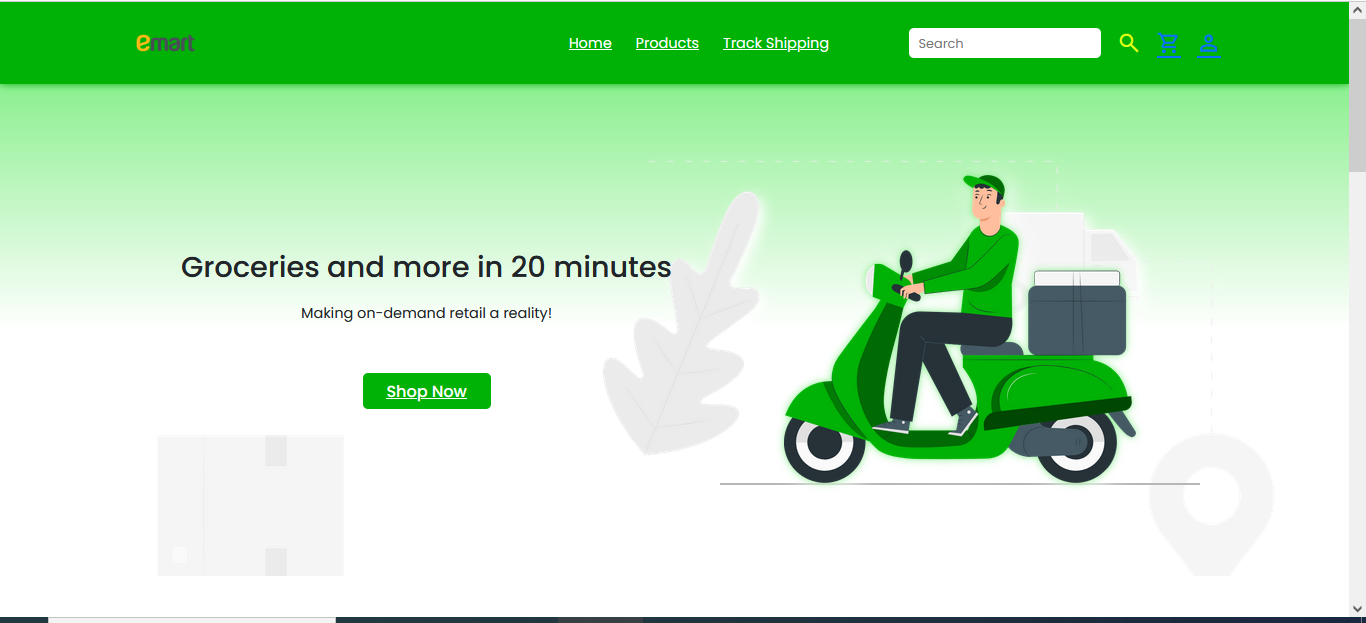 emart
Home Products Track Shipping Search
Groceries and more in 20 minutes
Making on-demand retail a reality!
Shop Now